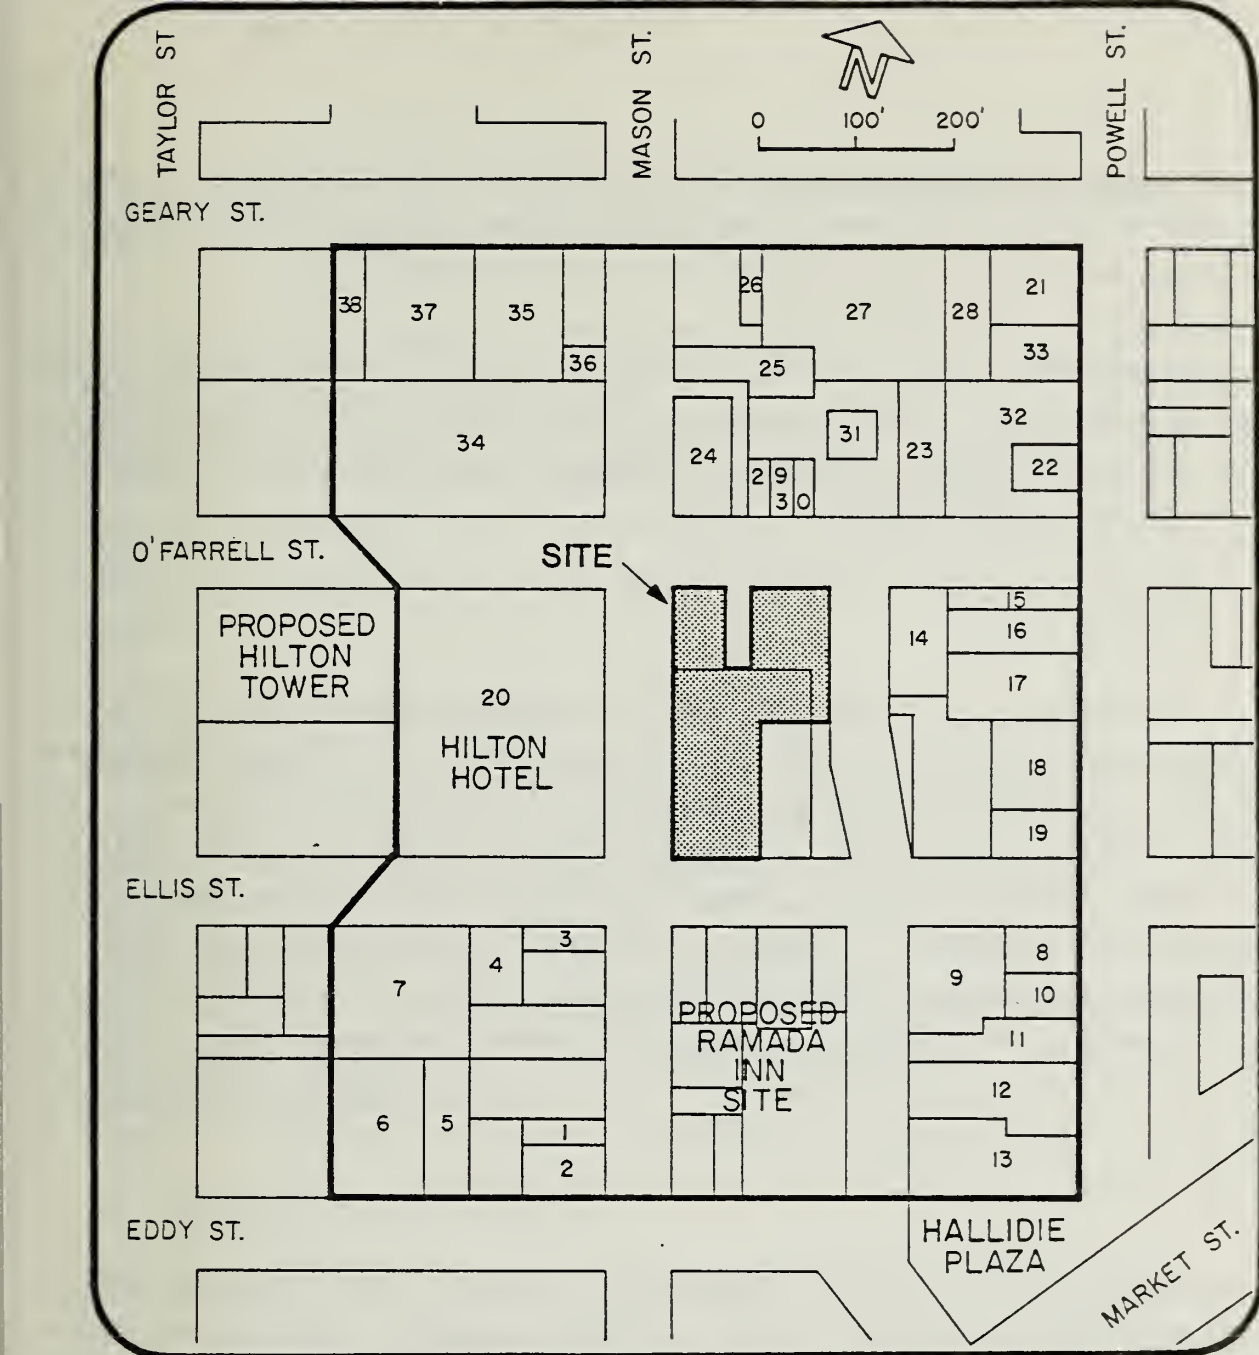 TAYLOR ST
MASON ST.
POWELL ST.
N
0 100' 200'
GEARY ST.
38
37
35
36
26
27
28
21
33
25
34
24
2 9
3 0
31
23
32
22
O'FARRELL ST.
SITE
PROPOSED
HILTON
TOWER
20
HILTON
HOTEL
14
15
16
17
18
19
ELLIS ST.
7
4
3
6
5
1
2
PROPOSED
RAMADA
INN
SITE
9
8
10
11
12
13
EDDY ST.
HALLIDIE
PLAZA
MARKET ST.